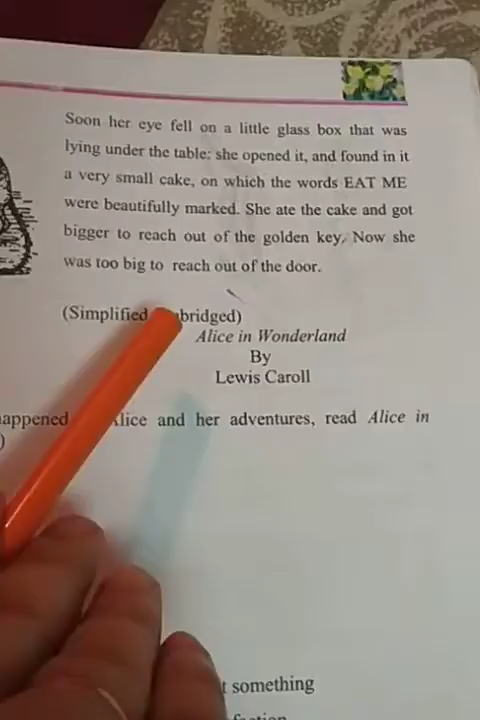 Soon her eye fell on a little glass box that was
lying under the table: she opened it, and found in it
a very small cake, on which the words EAT ME
were beautifully marked. She ate the cake and got
bigger to reach out of the golden key. Now she
was too big to reach out of the door.
(Simplified bridged)
Alice in Wonderland
By
Lewis Caroll
appened Alice and her adventures, read Alice in
)
t something